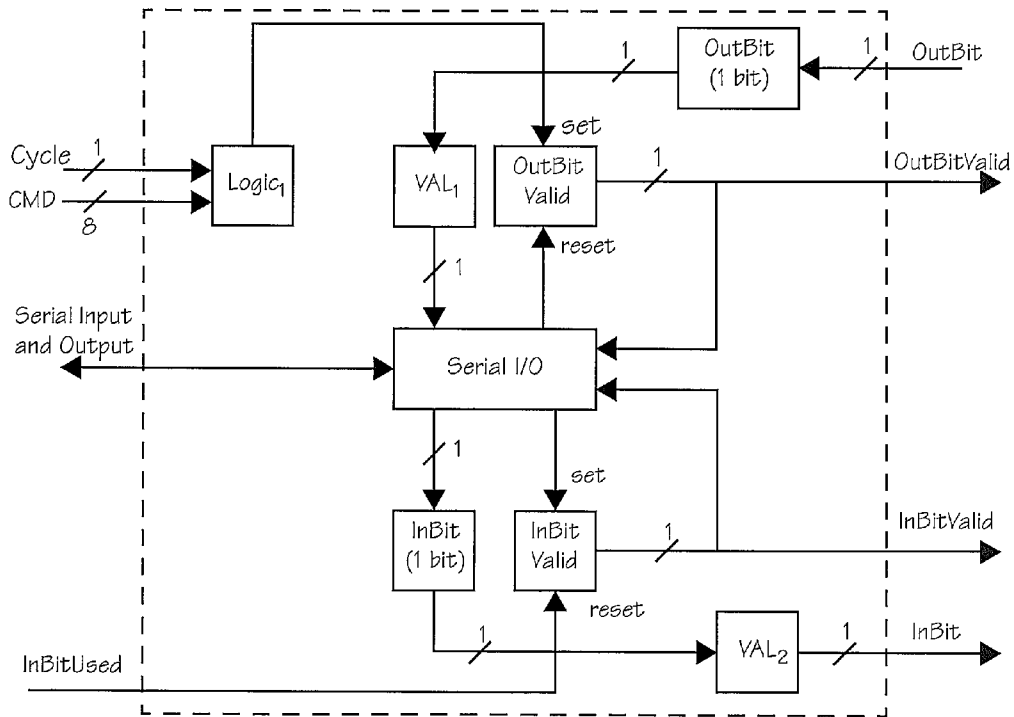 1
OutBit
(1 bit)
1
OutBit
set
Cycle
1
CMD
8
Logic1
VAL1
OutBit
Valid
1
OutBitValid
reset
1
Serial Input
and Output
Serial I/O
1
set
InBit
(1 bit)
InBit
Valid
1
InBitValid
reset
1
VAL2
1
InBit
InBitUsed